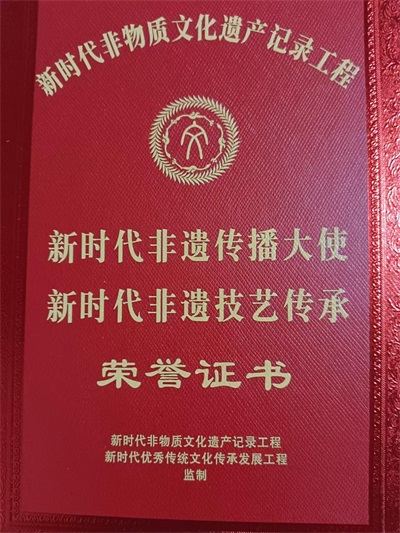 新时代非物质文化遗产记录工程
文
新时代非遗传播大使
新时代非遗技艺传承
荣誉证书
新时代非物质文化遗产记录工程
新时代优秀传统文化传承发展工程
监制